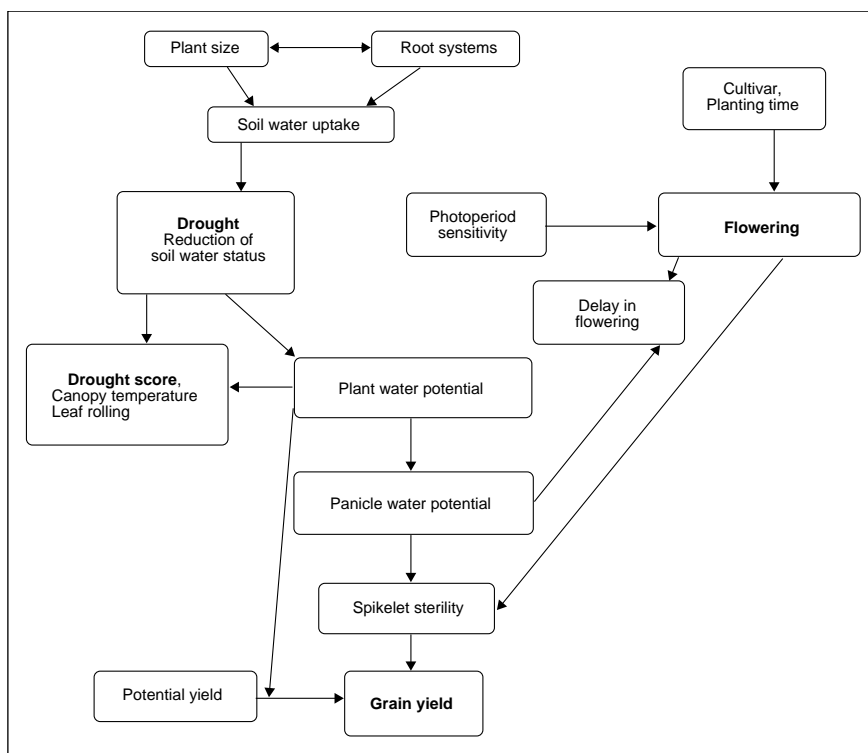 Plant size
Root systems
Cultivar,
Planting time
Soil water uptake
Drought
Reduction of
soil water status
Photoperiod
sensitivity
Flowering
Delay in
flowering
Drought score,
Canopy temperature
Leaf rolling
Plant water potential
Panicle water potential
Spikelet sterility
Potential yield
Grain yield